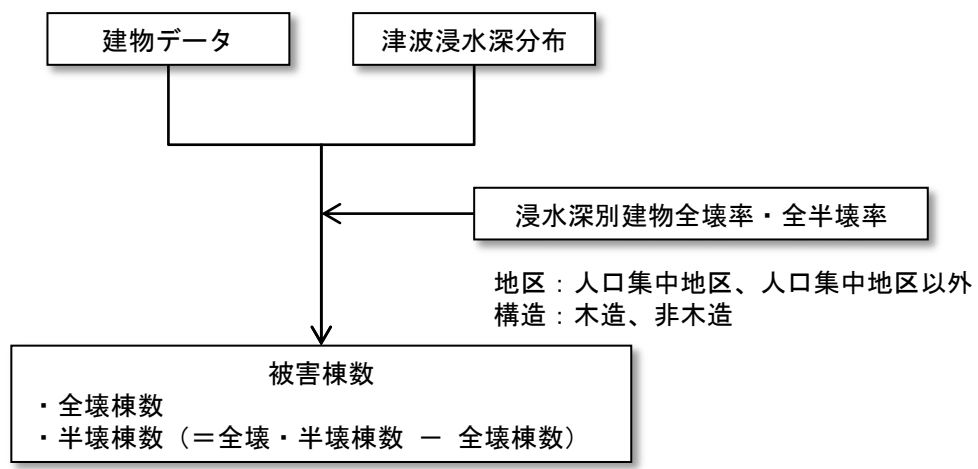 建物データ
津波浸水深分布
浸水深別建物全壊率・全半壊率
地区：人口集中地区、人口集中地区以外
構造：木造、非木造
被害棟数
・全壊棟数
・半壊棟数（＝全壊・半壊棟数 － 全壊棟数）